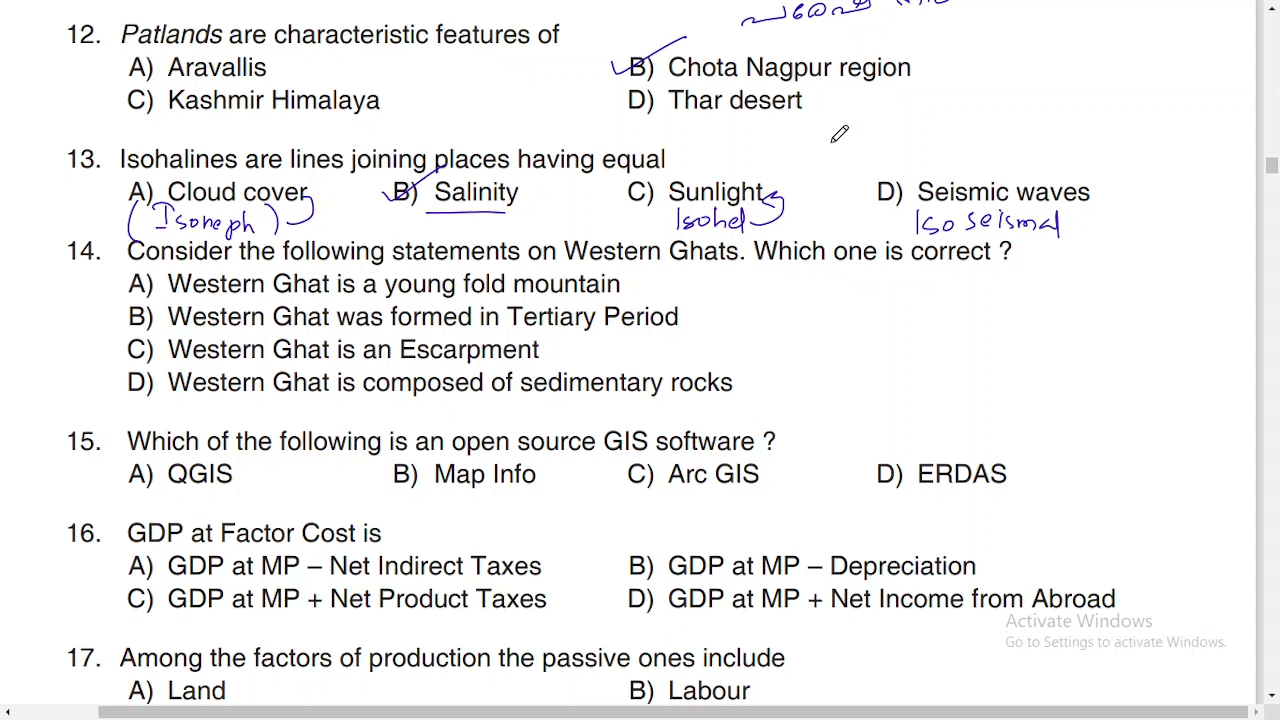 12. Patlands are characteristic features of
A) Aravallis B) Chota Nagpur region
C) Kashmir Himalaya D) Thar desert
13. Isohalines are lines joining places having equal
A) Cloud cover B) Salinity C) Sunlight D) Seismic waves
(Isoneph) Isohel Iso seismal
14. Consider the following statements on Western Ghats. Which one is correct ?
A) Western Ghat is a young fold mountain
B) Western Ghat was formed in Tertiary Period
C) Western Ghat is an Escarpment
D) Western Ghat is composed of sedimentary rocks
15. Which of the following is an open source GIS software ?
A) QGIS B) Map Info C) Arc GIS D) ERDAS
16. GDP at Factor Cost is
A) GDP at MP – Net Indirect Taxes B) GDP at MP – Depreciation
C) GDP at MP + Net Product Taxes D) GDP at MP + Net Income from Abroad
Activate Windows
Go to Settings to activate Windows.
17. Among the factors of production the passive ones include
A) Land B) Labour